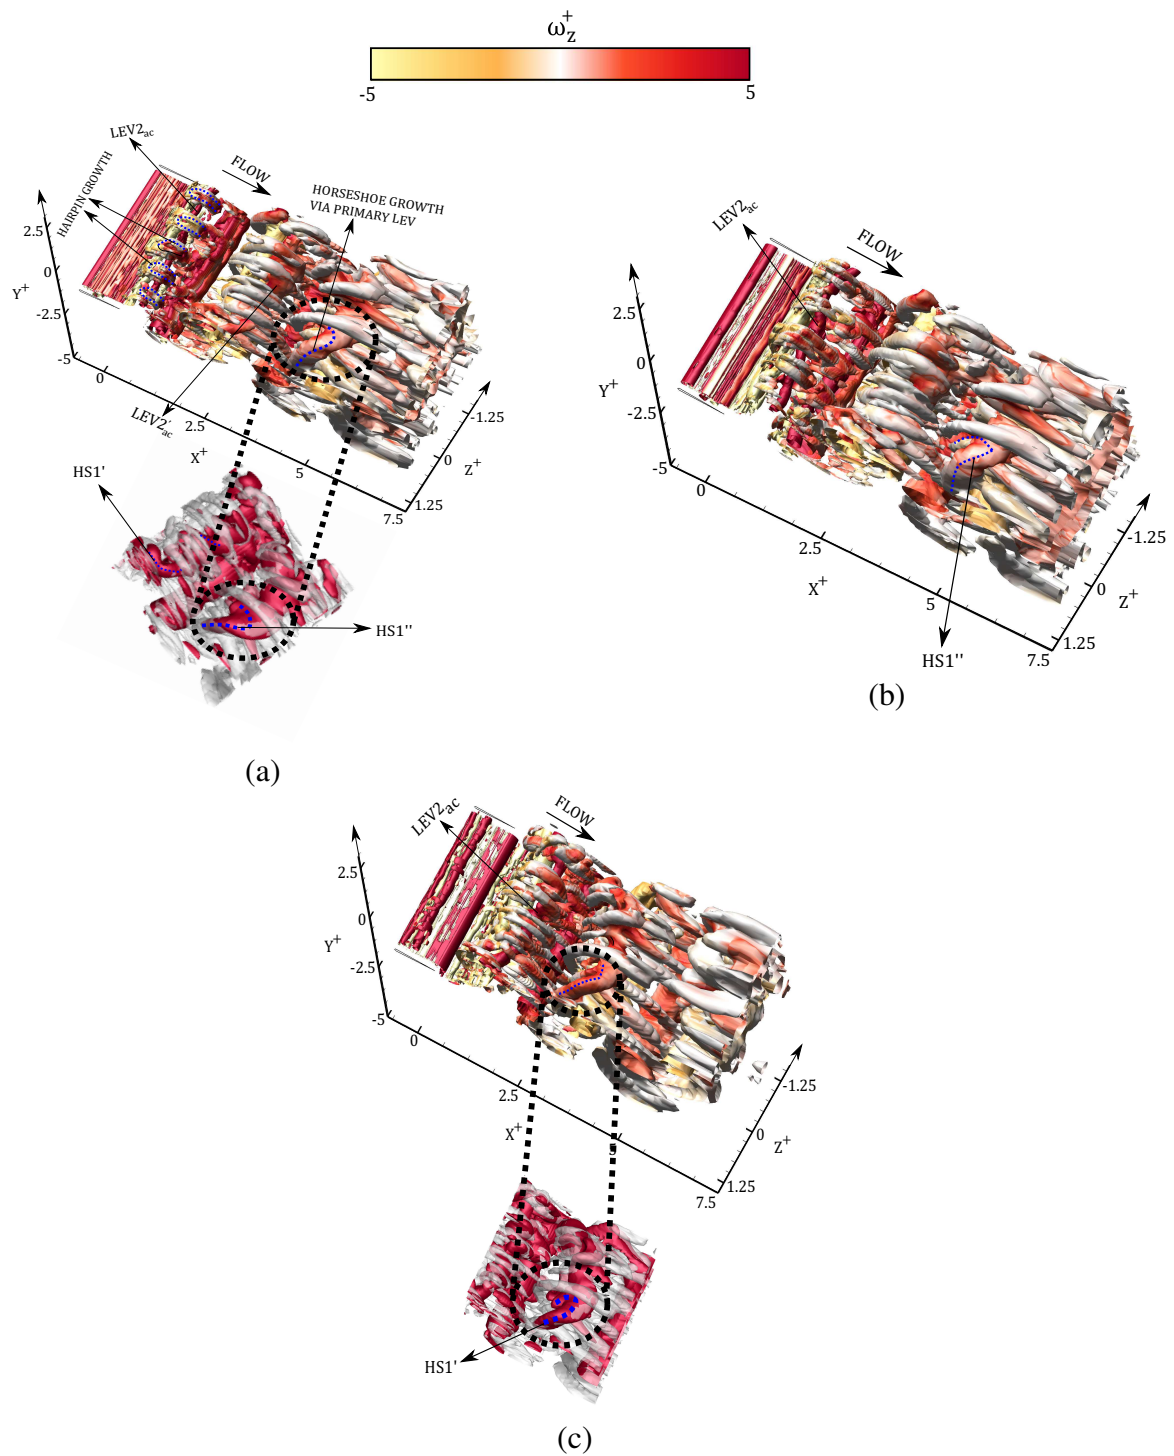 ω_z^+
-5
5
LEV2ac
FLOW
HAIRPIN GROWTH
HORSESHOE GROWTH
VIA PRIMARY LEV
2.5
0
Y+
-2.5
-5
0
2.5
X+
5
7.5
-1.25
0
Z+
1.25
LEV2'ac
HS1'
HS1''
(a)
LEV2ac
FLOW
2.5
0
Y+
-2.5
-5
0
2.5
X+
5
7.5
-1.25
0
Z+
1.25
HS1''
(b)
LEV2ac
FLOW
2.5
0
Y+
-2.5
-5
0
2.5
X+
5
7.5
-1.25
0
Z+
1.25
HS1'
(c)